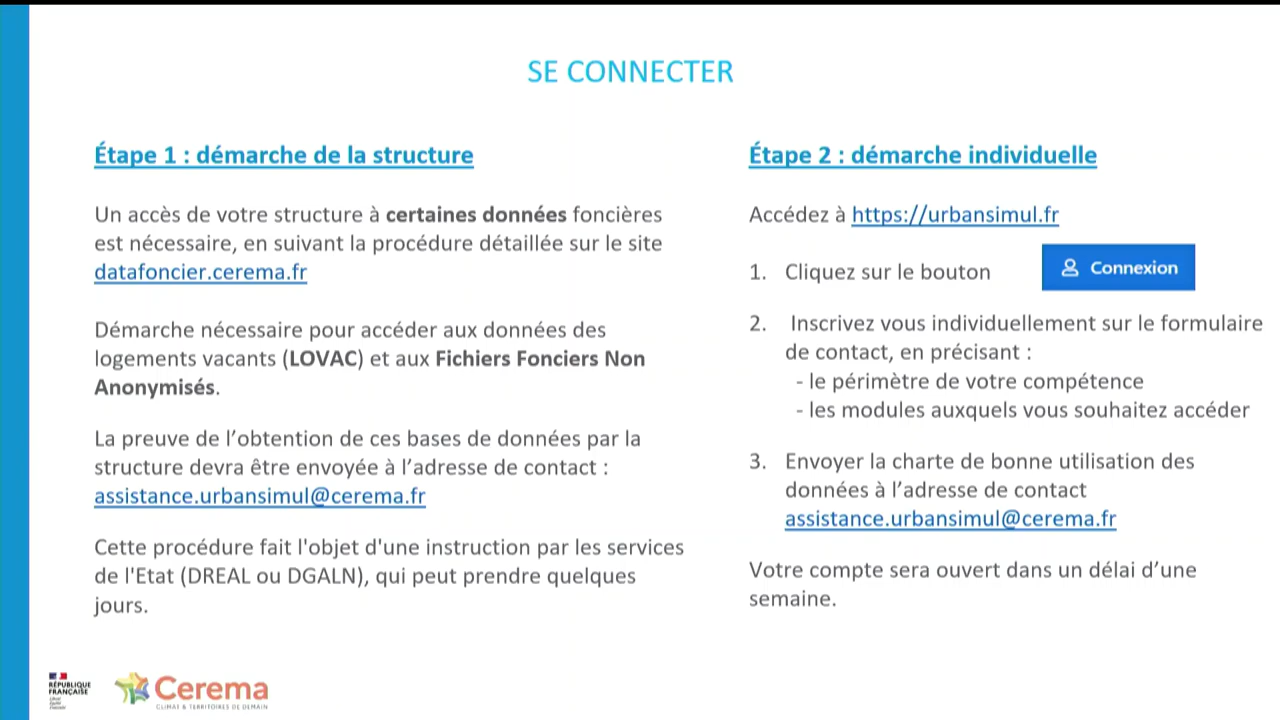 SE CONNECTER
Étape 1 : démarche de la structure
Un accès de votre structure à certaines données foncières
est nécessaire, en suivant la procédure détaillée sur le site
datafoncier.cerema.fr
Démarche nécessaire pour accéder aux données des
logements vacants (LOVAC) et aux Fichiers Fonciers Non
Anonymisés.
La preuve de l’obtention de ces bases de données par la
structure devra être envoyée à l’adresse de contact :
assistance.urbansimul@cerema.fr
Cette procédure fait l'objet d'une instruction par les services
de l'Etat (DREAL ou DGALN), qui peut prendre quelques
jours.
Étape 2 : démarche individuelle
Accédez à https://urbansimul.fr
1. Cliquez sur le bouton
Connexion
2. Inscrivez vous individuellement sur le formulaire
de contact, en précisant :
- le périmètre de votre compétence
- les modules auxquels vous souhaitez accéder
3. Envoyer la charte de bonne utilisation des
données à l’adresse de contact
assistance.urbansimul@cerema.fr
Votre compte sera ouvert dans un délai d’une
semaine.
RÉPUBLIQUE
FRANÇAISE
Cerema
CLIMAT & TERRITOIRES DE DEMAIN